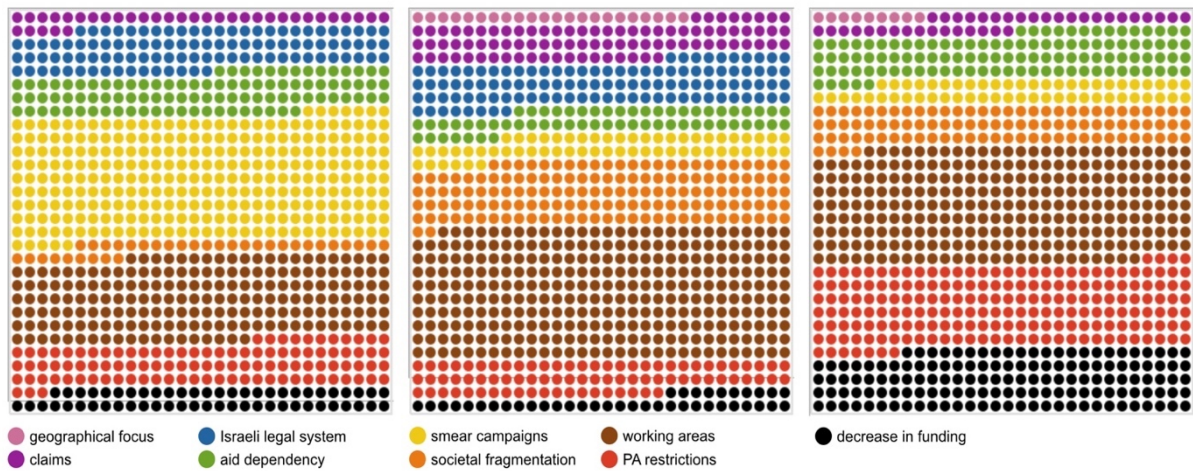 geographical focus
claims
Israeli legal system
aid dependency
smear campaigns
societal fragmentation
working areas
PA restrictions
decrease in funding